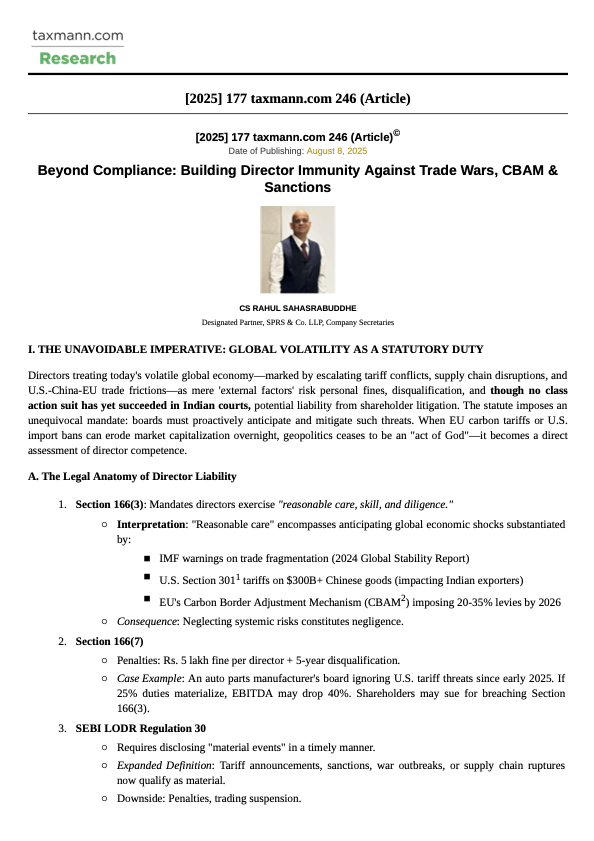 taxmann.com
Research
[2025] 177 taxmann.com 246 (Article)
[2025] 177 taxmann.com 246 (Article)©
Date of Publishing: August 8, 2025
Beyond Compliance: Building Director Immunity Against Trade Wars, CBAM &
Sanctions
CS RAHUL SAHASRABUDDHE
Designated Partner, SPRS & Co. LLP, Company Secretaries
I. THE UNAVOIDABLE IMPERATIVE: GLOBAL VOLATILITY AS A STATUTORY DUTY
Directors treating today's volatile global economy—marked by escalating tariff conflicts, supply chain disruptions, and
U.S.-China-EU trade frictions—as mere 'external factors' risk personal fines, disqualification, and though no class
action suit has yet succeeded in Indian courts, potential liability from shareholder litigation. The statute imposes an
unequivocal mandate: boards must proactively anticipate and mitigate such threats. When EU carbon tariffs or U.S.
import bans can erode market capitalization overnight, geopolitics ceases to be an "act of God"—it becomes a direct
assessment of director competence.
A. The Legal Anatomy of Director Liability
1. Section 166(3): Mandates directors exercise "reasonable care, skill, and diligence."
○ Interpretation: "Reasonable care" encompasses anticipating global economic shocks substantiated
by:
■ IMF warnings on trade fragmentation (2024 Global Stability Report)
■ U.S. Section 301¹ tariffs on $300B+ Chinese goods (impacting Indian exporters)
■ EU's Carbon Border Adjustment Mechanism (CBAM²) imposing 20-35% levies by 2026
○ Consequence: Neglecting systemic risks constitutes negligence.
2. Section 166(7)
○ Penalties: Rs. 5 lakh fine per director + 5-year disqualification.
○ Case Example: An auto parts manufacturer's board ignoring U.S. tariff threats since early 2025. If
25% duties materialize, EBITDA may drop 40%. Shareholders may sue for breaching Section
166(3).
3. SEBI LODR Regulation 30
○ Requires disclosing "material events" in a timely manner.
○ Expanded Definition: Tariff announcements, sanctions, war outbreaks, or supply chain ruptures
now qualify as material.
○ Downside: Penalties, trading suspension.